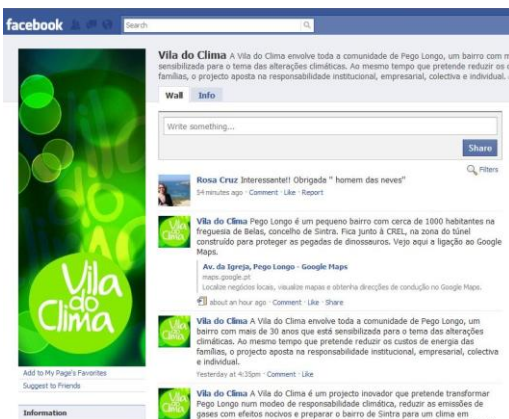 facebook
Search
Vila do Clima A Vila do Clima envolve toda a comunidade de Pego Longo, um bairro com m
sensibilizada para o tema das alterações climáticas. Ao mesmo tempo que pretende reduzir os
famílias, o projecto aposta na responsabilidade institucional, empresarial, colectiva e individual.
Wall Info
Write something...
Share
Filters
Rosa Cruz Interessante!! Obrigada " homem das neves"
54 minutes ago · Comment · Like · Report
Vila do Clima Pego Longo é um pequeno bairro com cerca de 1000 habitantes na
freguesia de Belas, concelho de Sintra. Fica junto à CREL, na zona do túnel
construído para proteger as pegadas de dinossauros. Vejo aqui a ligação ao Google
Maps.
Av. da Igreja, Pego Longo - Google Maps
maps.google.pt
Localize negócios locais, visualize mapas e obtenha direcções de condução no Google Maps.
about an hour ago · Comment · Like · Share
Vila do Clima A Vila do Clima envolve toda a comunidade de Pego Longo, um
bairro com mais de 30 anos que está sensibilizada para o tema das alterações
climáticas. Ao mesmo tempo que pretende reduzir os custos de energia das
famílias, o projecto aposta na responsabilidade institucional, empresarial, colectiva
e individual.
Yesterday at 4:35pm · Comment · Like
Vila do Clima A Vila do Clima é um projecto inovador que pretende transformar
Pego Longo num modeo de responsabilidade climática, reduzir as emissões de
gases com efeitos nocivos e preparar o bairro de Sintra para um clima em
Vila
do
Clima
Add to My Page's Favorites
Suggest to Friends
Information